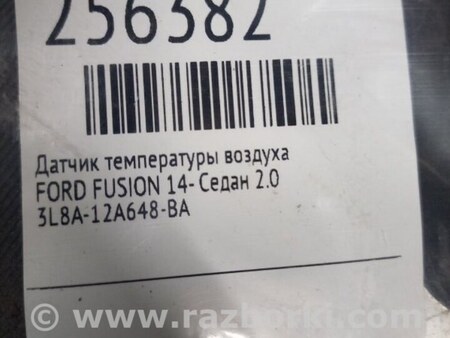 256382
Датчик температуры воздуха
FORD FUSION 14- Седан 2.0
3L8A-12A648-BA
© www.razborki.com